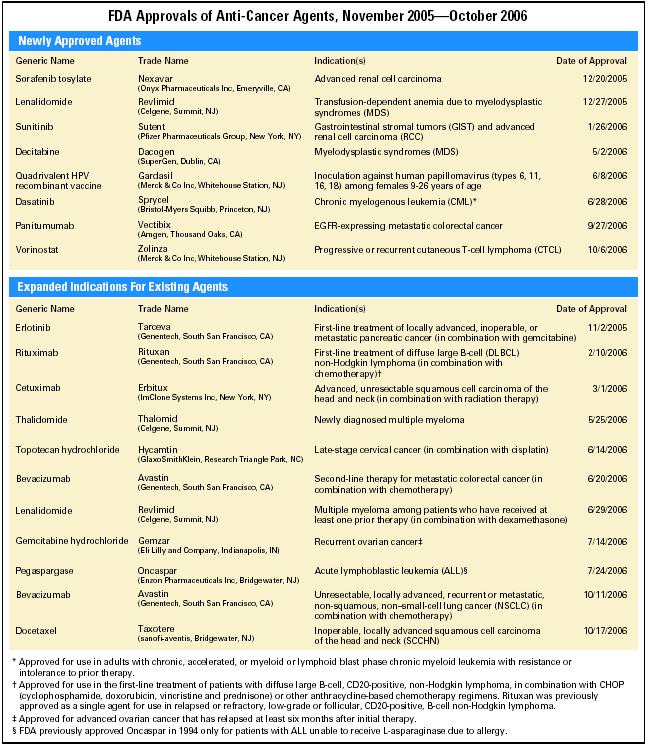 FDA Approvals of Anti-Cancer Agents, November 2005—October 2006
Newly Approved Agents
Generic Name Trade Name Indication(s) Date of Approval
Sorafenib tosylate Nexavar Advanced renal cell carcinoma 12/20/2005
(Onyx Pharmaceuticals Inc, Emeryville, CA)
Lenalidomide Revlimid Transfusion-dependent anemia due to myelodysplastic 12/27/2005
(Celgene, Summit, NJ) syndromes (MDS)
Sunitinib Sutent Gastrointestinal stromal tumors (GIST) and advanced 1/26/2006
(Pfizer Pharmaceuticals Group, New York, NY) renal cell carcinoma (RCC)
Decitabine Dacogen Myelodysplastic syndromes (MDS) 5/2/2006
(SuperGen, Dublin, CA)
Quadrivalent HPV Gardasil Inoculation against human papillomavirus (types 6, 11, 6/8/2006
recombinant vaccine (Merck & Co Inc, Whitehouse Station, NJ) 16, 18) among females 9-26 years of age
Dasatinib Sprycel Chronic myelogenous leukemia (CML)* 6/28/2006
(Bristol-Myers Squibb, Princeton, NJ)
Panitumumab Vectibix EGFR-expressing metastatic colorectal cancer 9/27/2006
(Amgen, Thousand Oaks, CA)
Vorinostat Zolinza Progressive or recurrent cutaneous T-cell lymphoma (CTCL) 10/6/2006
(Merck & Co Inc, Whitehouse Station, NJ)
Expanded Indications For Existing Agents
Generic Name Trade Name Indication(s) Date of Approval
Erlotinib Tarceva First-line treatment of locally advanced, inoperable, or 11/2/2005
(Genentech, South San Francisco, CA) metastatic pancreatic cancer (in combination with gemcitabine)
Rituximab Rituxan First-line treatment of diffuse large B-cell (DLBCL) 2/10/2006
(Genentech, South San Francisco, CA) non-Hodgkin lymphoma (in combination with
chemotherapy)†
Cetuximab Erbitux Advanced, unresectable squamous cell carcinoma of the 3/1/2006
(ImClone Systems Inc, New York, NY) head and neck (in combination with radiation therapy)
Thalidomide Thalomid Newly diagnosed multiple myeloma 5/25/2006
(Celgene, Summit, NJ)
Topotecan hydrochloride Hycamtin Late-stage cervical cancer (in combination with cisplatin) 6/14/2006
(GlaxoSmithKlein, Research Triangle Park, NC)
Bevacizumab Avastin Second-line therapy for metastatic colorectal cancer (in 6/20/2006
(Genentech, South San Francisco, CA) combination with chemotherapy)
Lenalidomide Revlimid Multiple myeloma among patients who have received at 6/29/2006
(Celgene, Summit, NJ) least one prior therapy (in combination with dexamethasone)
Gemcitabine hydrochloride Gemzar Recurrent ovarian cancer‡ 7/14/2006
(Eli Lilly and Company, Indianapolis, IN)
Pegaspargase Oncaspar Acute lymphoblastic leukemia (ALL)§ 7/24/2006
(Enzon Pharmaceuticals Inc, Bridgewater, NJ)
Bevacizumab Avastin Unresectable, locally advanced, recurrent or metastatic, 10/11/2006
(Genentech, South San Francisco, CA) non-squamous, non–small-cell lung cancer (NSCLC) (in
combination with chemotherapy)
Docetaxel Taxotere Inoperable, locally advanced squamous cell carcinoma 10/17/2006
(sanofi-aventis, Bridgewater, NJ) of the head and neck (SCCHN)
* Approved for use in adults with chronic, accelerated, or myeloid or lymphoid blast phase chronic myeloid leukemia with resistance or
intolerance to prior therapy.
† Approved for use in the first-line treatment of patients with diffuse large B-cell, CD20-positive, non-Hodgkin lymphoma, in combination with CHOP
(cyclophosphamide, doxorubicin, vincristine and prednisone) or other anthracycline-based chemotherapy regimens. Rituxan was previously
approved as a single agent for use in relapsed or refractory, low-grade or follicular, CD20-positive, B-cell non-Hodgkin lymphoma.
‡ Approved for advanced ovarian cancer that has relapsed at least six months after initial therapy.
§ FDA previously approved Oncaspar in 1994 only for patients with ALL unable to receive L-asparaginase due to allergy.